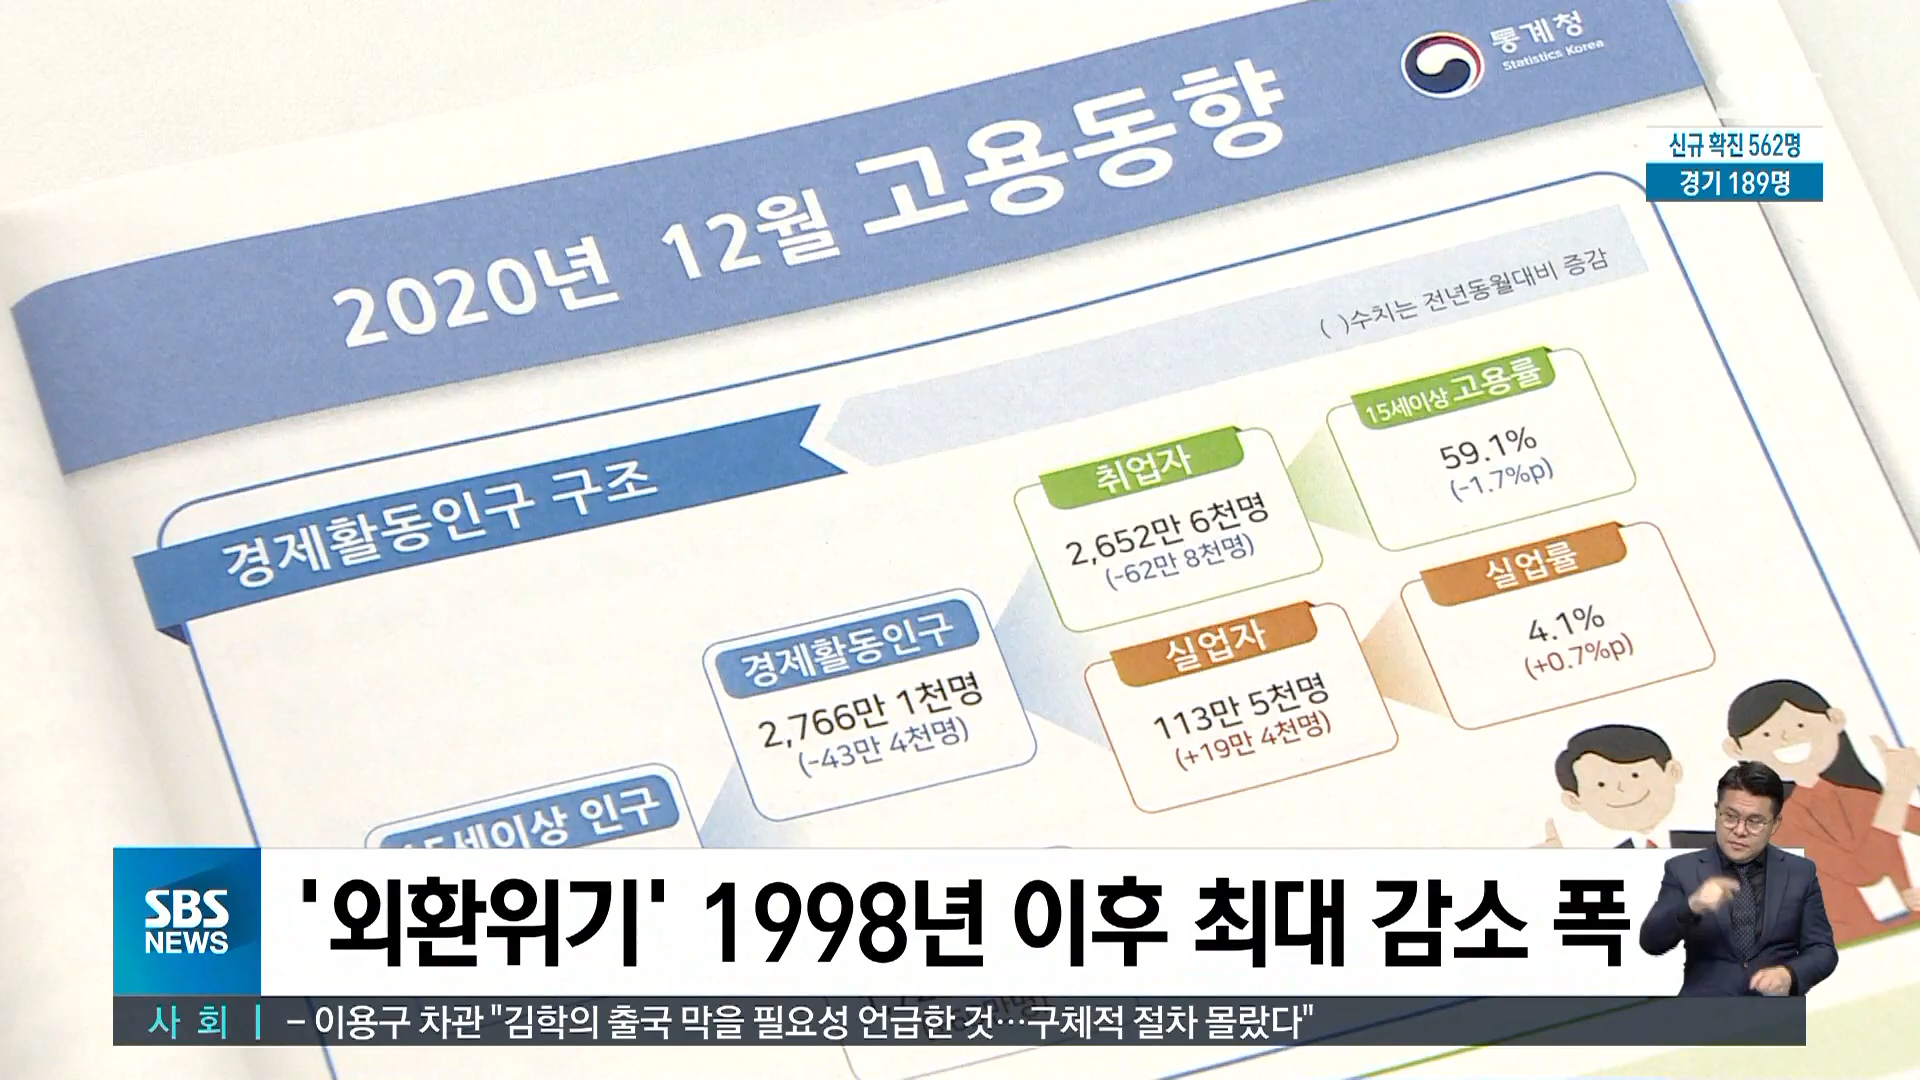 통계청
Statistics Korea
2020년 12월 고용동향
신규 확진 562명
경기 189명
( )수치는 전년동월대비 증감
경제활동인구 구조
15세이상 고용률
59.1%
(-1.7%p)
취업자
2,652만 6천명
(-62만 8천명)
실업률
4.1%
(+0.7%p)
실업자
113만 5천명
(+19만 4천명)
경제활동인구
2,766만 1천명
(-43만 4천명)
15세이상 인구
SBS
NEWS
'외환위기' 1998년 이후 최대 감소 폭
사 회 | - 이용구 차관 "김학의 출국 막을 필요성 언급한 것…구체적 절차 몰랐다"